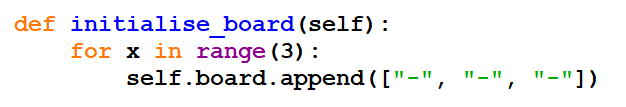 def initialise_board(self):
    for x in range(3):
        self.board.append(["-", "-", "-"])